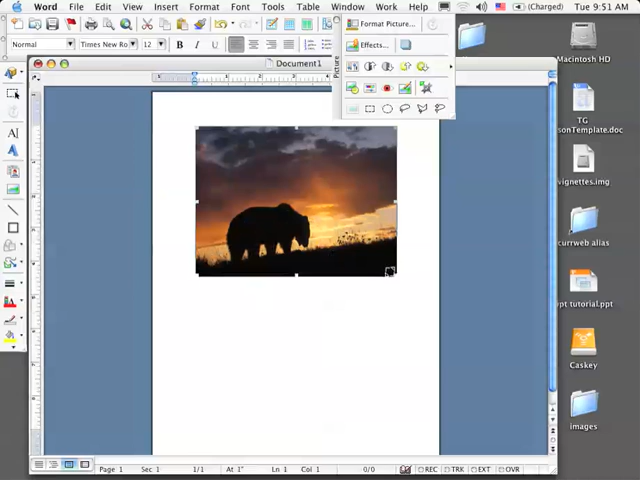 Word File Edit View Insert Format Font Tools Table Window Work Help (Charged) Tue 9:51 AM
Normal Times New Ro 12 B I U
Format Picture...
Effects...
Picture
Document1
Macintosh HD
TG
sonTemplate.doc
vignettes.img
currweb alias
pt tutorial.ppt
Caskey
images
Page 1 Sec 1 1/1 At 1" Ln 1 Col 1 0/0 REC TRK EXT OVR